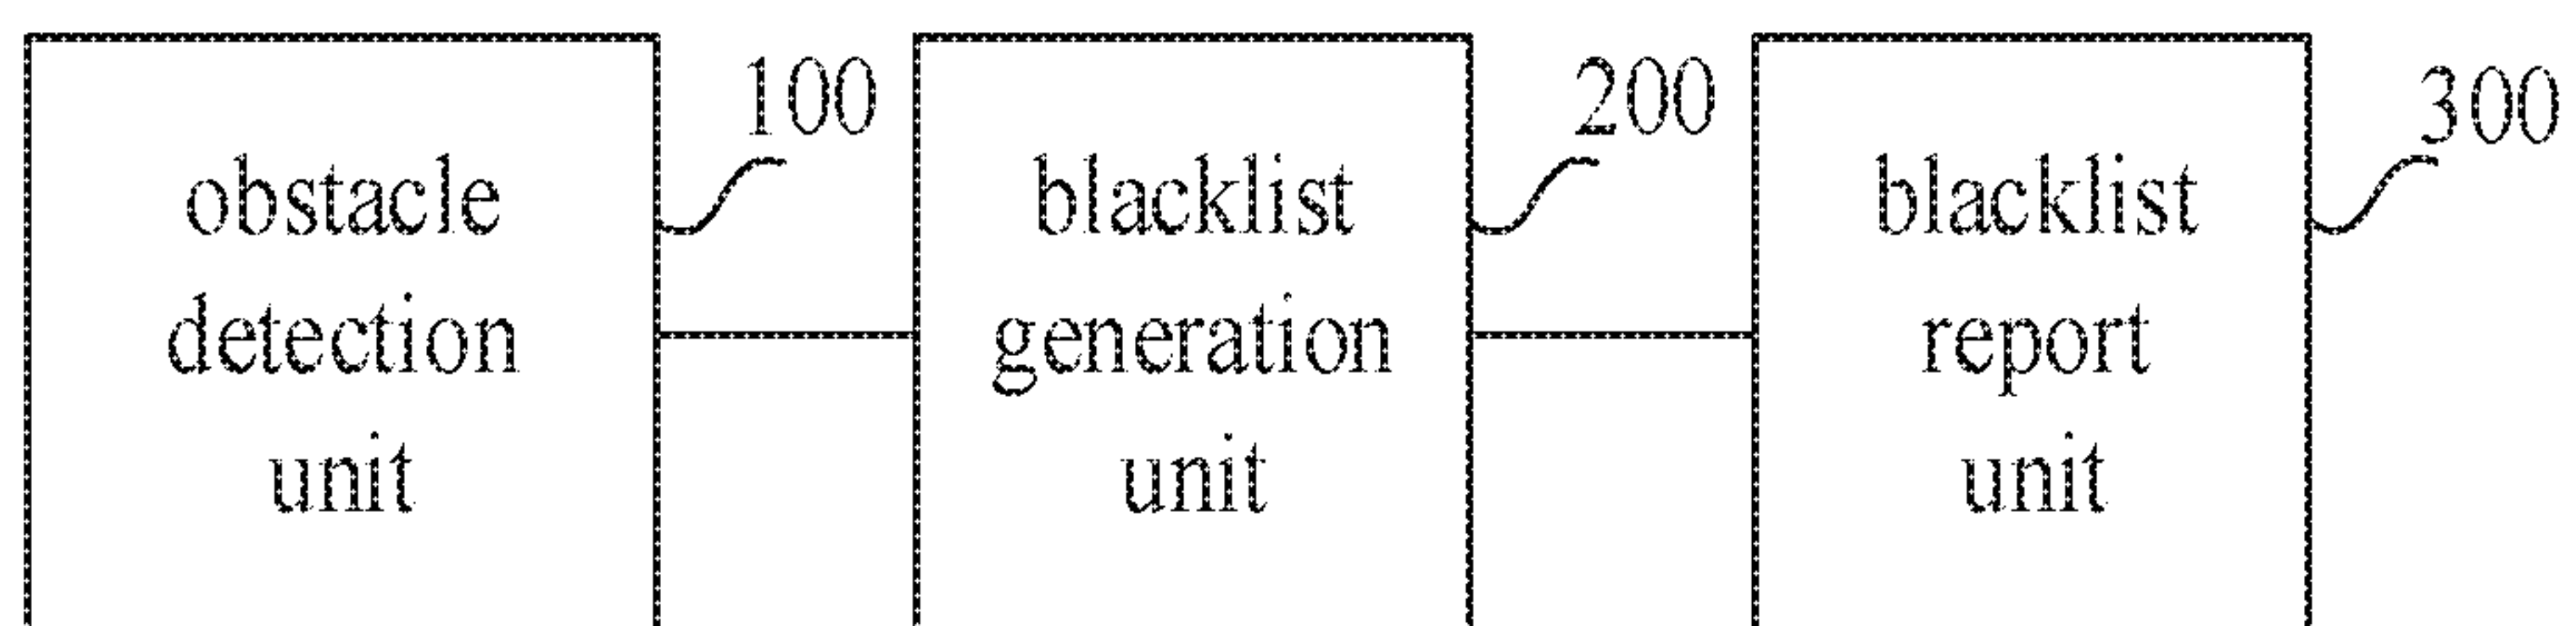 100
obstacle
detection
unit
200
blacklist
generation
unit
300
blacklist
report
unit